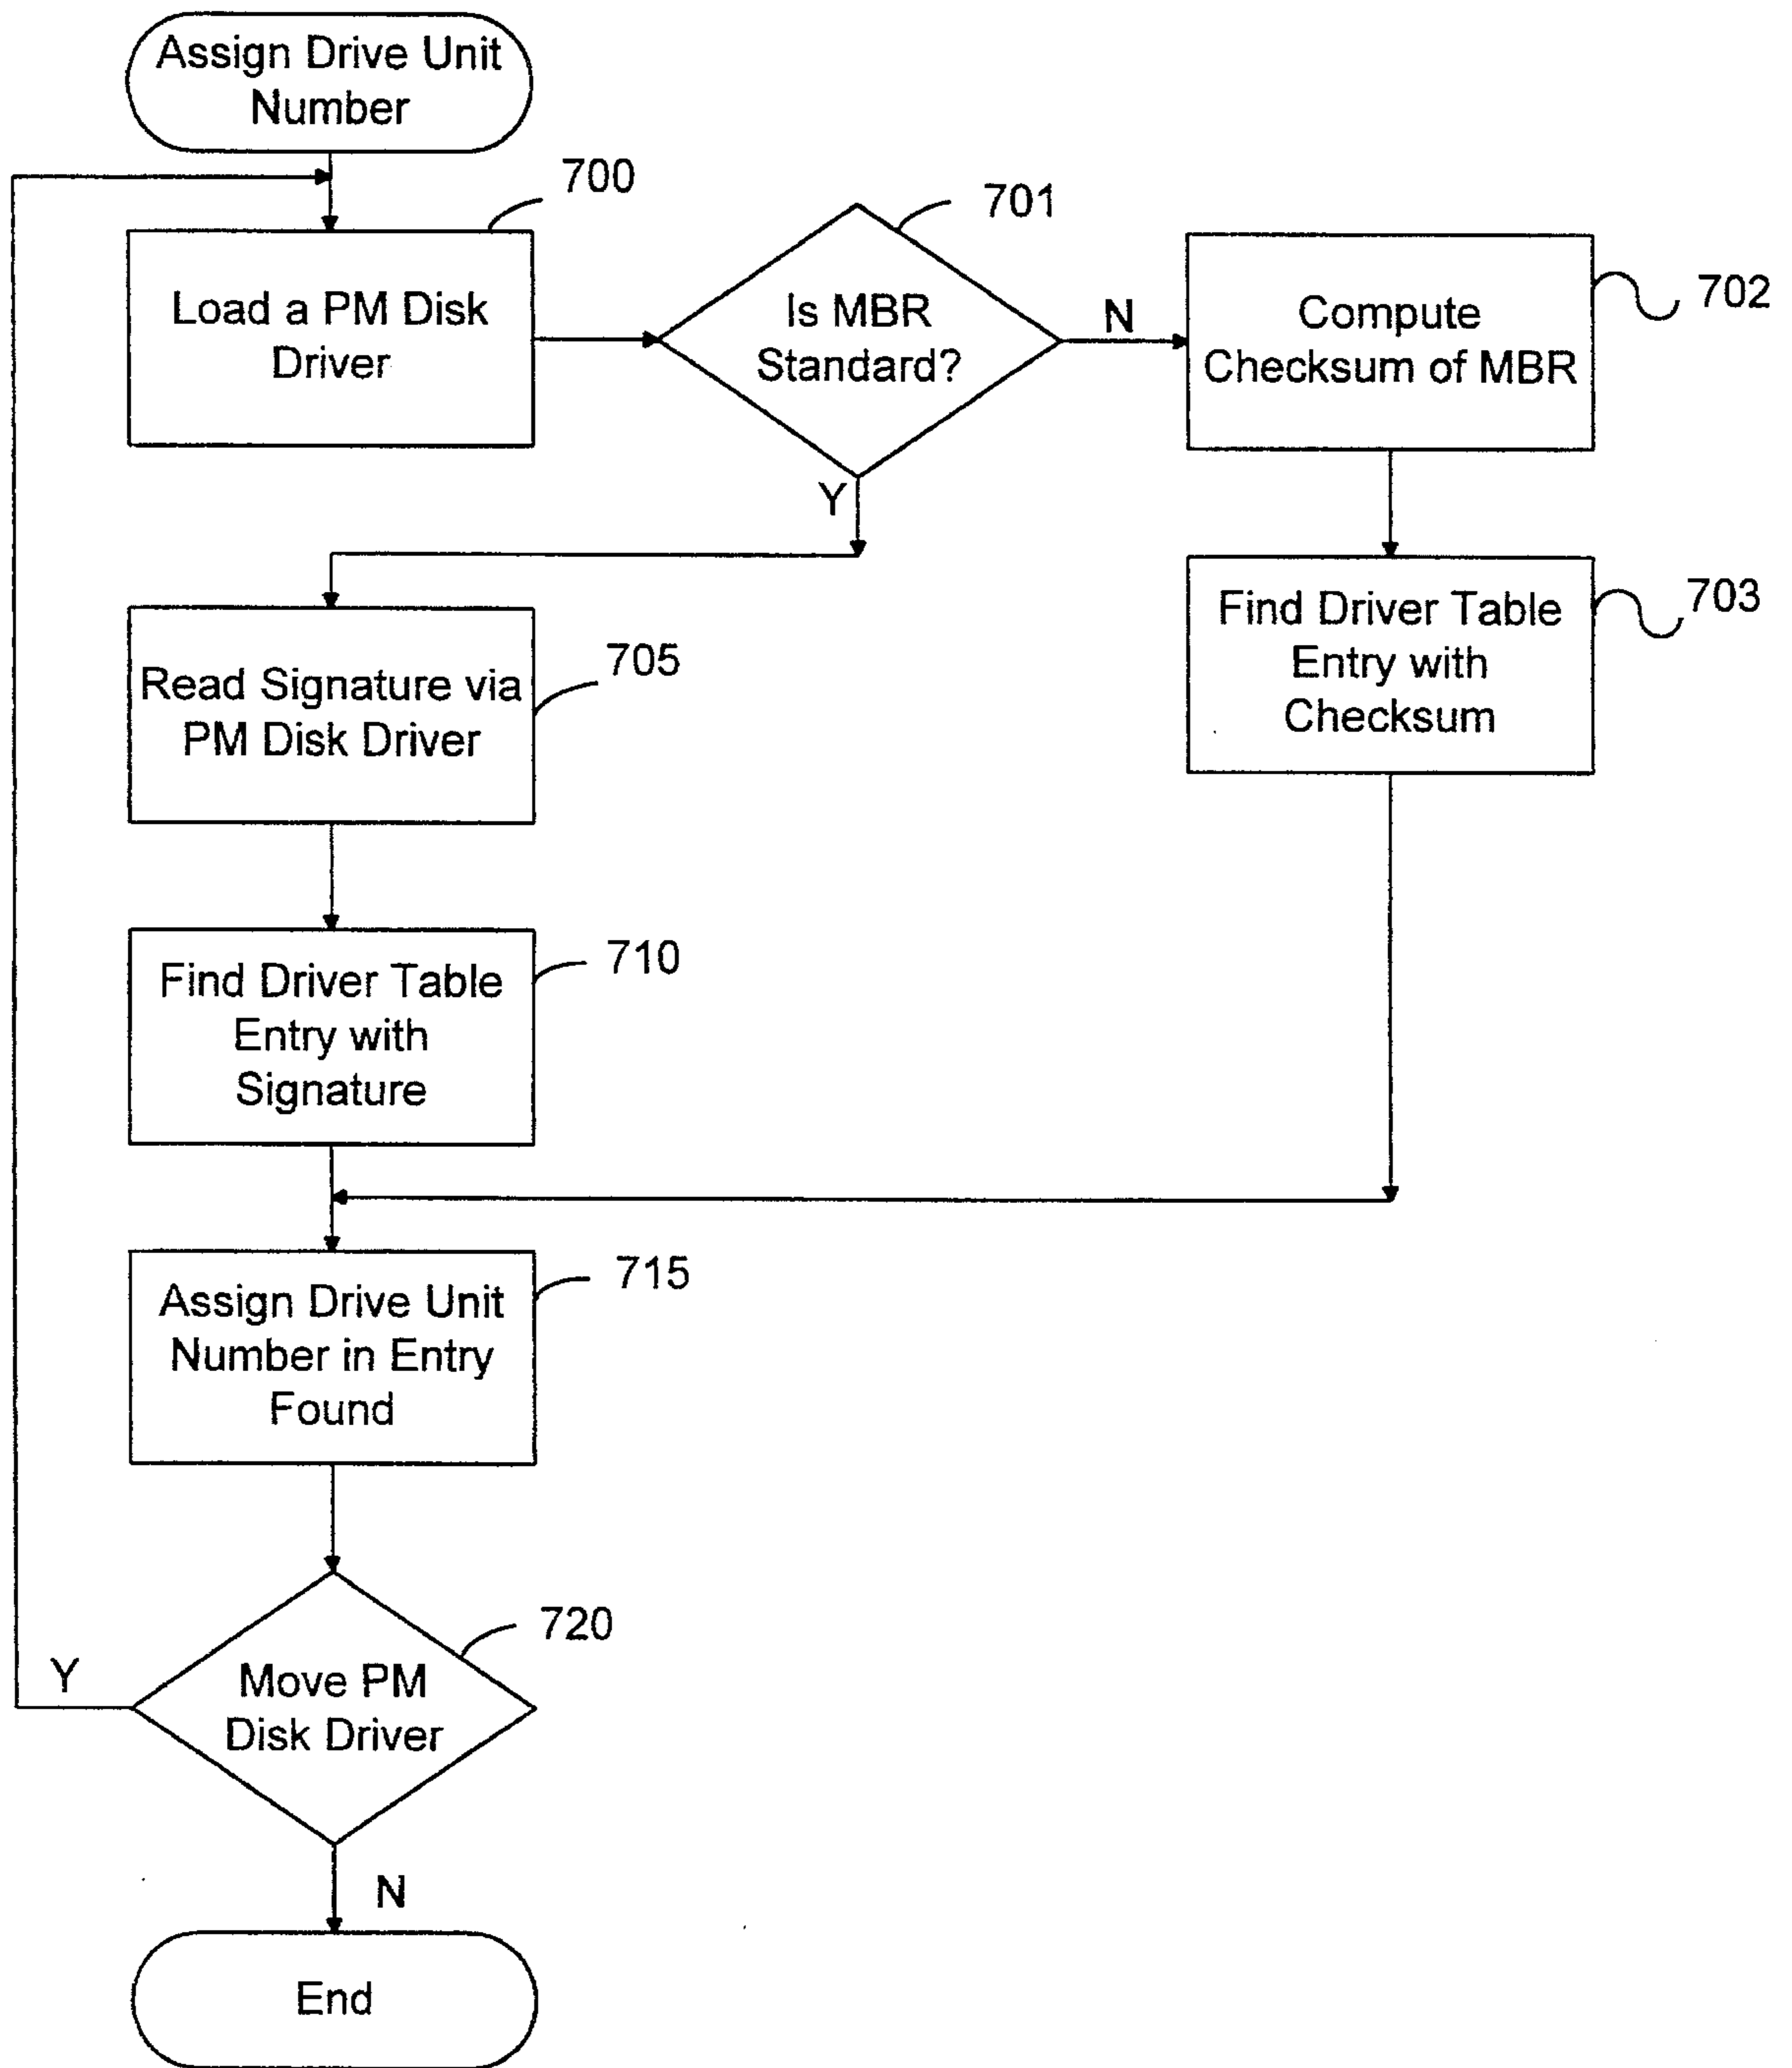 Assign Drive Unit
Number
700
Load a PM Disk
Driver
701
Is MBR
Standard?
N
Y
702
Compute
Checksum of MBR
703
Find Driver Table
Entry with
Checksum
705
Read Signature via
PM Disk Driver
710
Find Driver Table
Entry with
Signature
715
Assign Drive Unit
Number in Entry
Found
720
Move PM
Disk Driver
Y
N
End